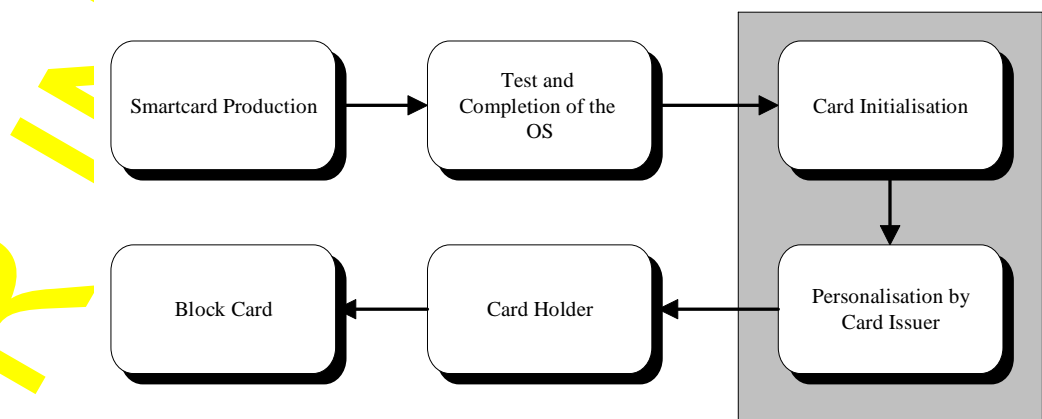 Smartcard Production
Test and
Completion of the
OS
Card Initialisation
Personalisation by
Card Issuer
Card Holder
Block Card